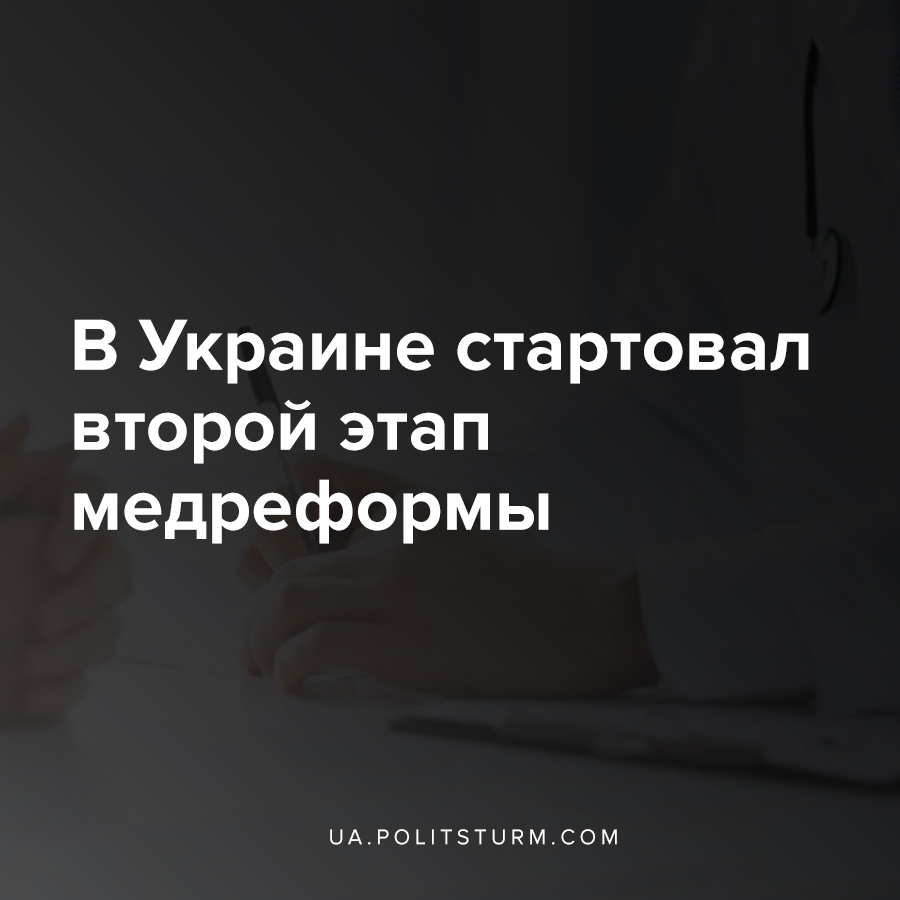 В Украине стартовал
второй этап
медреформы
UA.POLITSTURM.COM